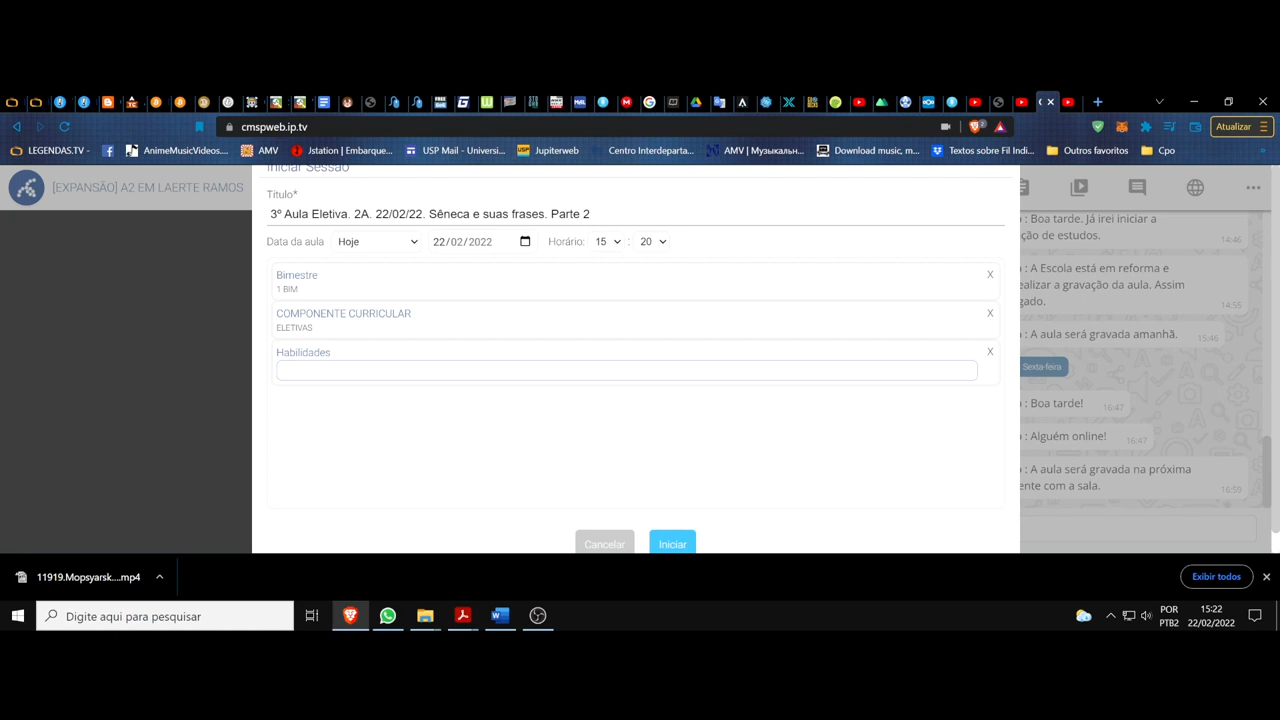 cmspweb.ip.tv
Atualizar
LEGENDAS.TV -
AnimeMusicVideos...
AMV
Jstation | Embarque...
USP Mail - Universi...
Jupiterweb
Centro Interdeparta...
AMV | Музыкальн...
Download music, m...
Textos sobre Fil Indi...
Outros favoritos
Cpo
Iniciar Sessão
[EXPANSÃO] A2 EM LAERTE RAMOS
Titulo*
3º Aula Eletiva. 2A. 22/02/22. Sêneca e suas frases. Parte 2
Data da aula
Hoje
22/02/2022
Horário:
15 : 20
Bimestre
X
1 BIM
COMPONENTE CURRICULAR
X
ELETIVAS
Habilidades
X
Cancelar
Iniciar
: Boa tarde. Já irei iniciar a
ção de estudos.
14:46
: A Escola está em reforma e
ealizar a gravação da aula. Assim
gado.
14:55
: A aula será gravada amanhã.
15:46
Sexta-feira
: Boa tarde!
16:47
: Alguém online!
16:47
: A aula será gravada na próxima
ente com a sala.
16:59
11919.Mopsyarsk....mp4
Exibir todos
Digite aqui para pesquisar
POR
PTB2
15:22
22/02/2022